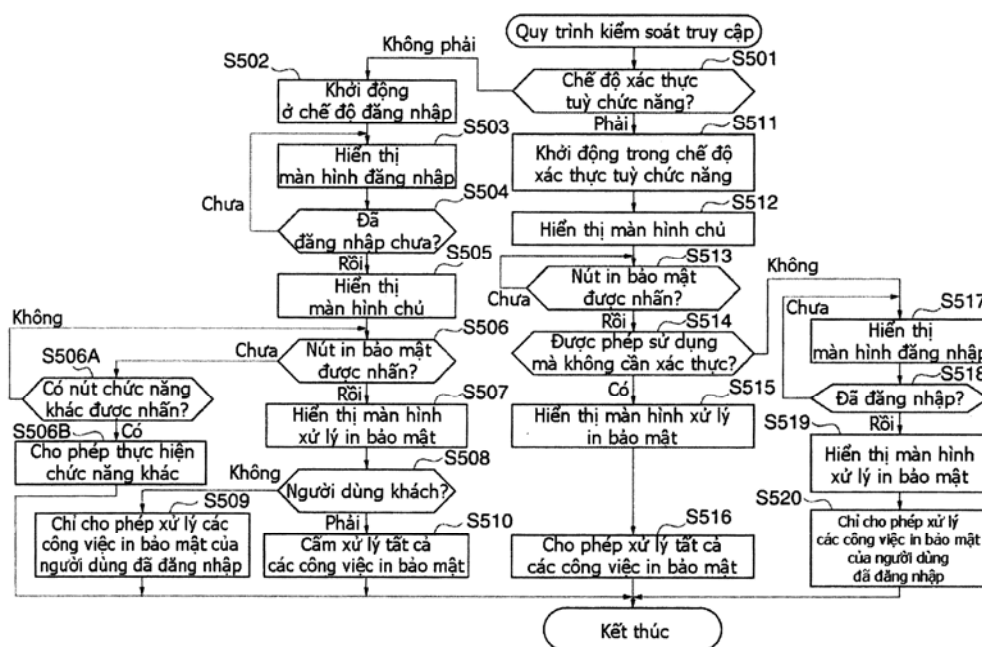 Quy trình kiểm soát truy cập
S501
Chế độ xác thực
tuỳ chức năng?
Không phải
S502
Khởi động
ở chế độ đăng nhập
S503
Hiển thị
màn hình đăng nhập
S504
Đã
đăng nhập chưa?
Chưa
Rồi
S505
Hiển thị
màn hình chủ
Không
S506
Nút in bảo mật
được nhấn?
Chưa
S506A
Có nút chức năng
khác được nhấn?
Có
S506B
Cho phép thực hiện
chức năng khác
Rồi
S507
Hiển thị màn hình xử lý
in bảo mật
S508
Người dùng khách?
Không
S509
Chỉ cho phép xử lý các
công việc in bảo mật của
người dùng đã đăng nhập
Phải
S510
Cấm xử lý tất cả
các công việc in bảo mật
Phải
S511
Khởi động trong chế độ
xác thực tuỳ chức năng
S512
Hiển thị màn hình chủ
S513
Nút in bảo mật
được nhấn?
Chưa
Rồi
S514
Được phép sử dụng
mà không cần xác thực?
Có
S515
Hiển thị màn hình xử lý
in bảo mật
S516
Cho phép xử lý tất cả
các công việc in bảo mật
Không
S517
Hiển thị
màn hình đăng nhập
Chưa
S518
Đã đăng nhập?
Rồi
S519
Hiển thị màn hình
xử lý in bảo mật
S520
Chỉ cho phép xử lý
các công việc in bảo mật
của người dùng
đã đăng nhập
Kết thúc